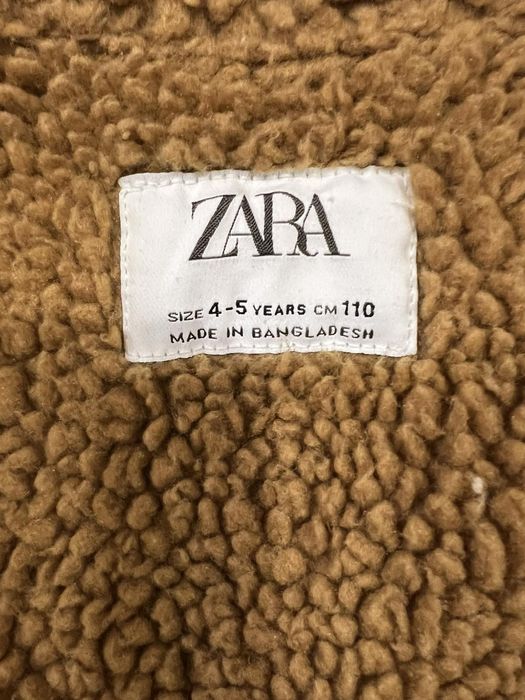 ZARA
SIZE 4-5 YEARS CM 110
MADE IN BANGLADESH